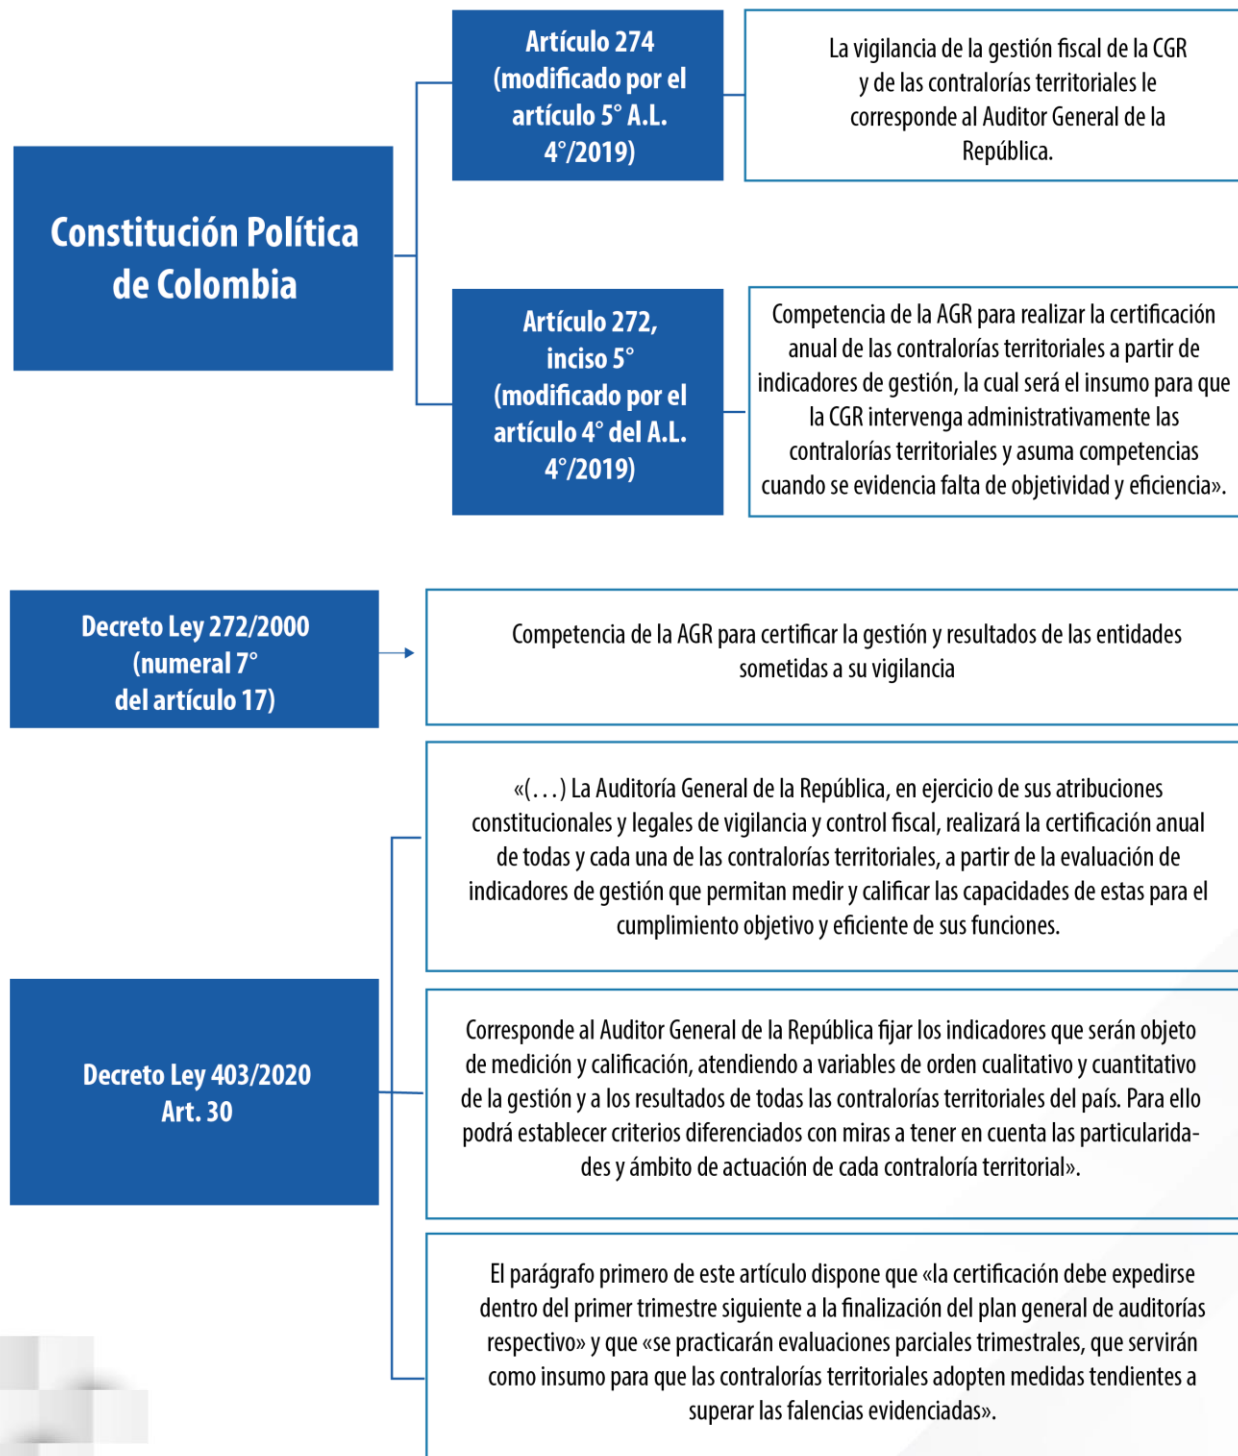 Constitución Política
de Colombia
Artículo 274
(modificado por el
artículo 5° A.L.
4°/2019)
La vigilancia de la gestión fiscal de la CGR
y de las contralorías territoriales le
corresponde al Auditor General de la
República.
Artículo 272,
inciso 5°
(modificado por el
artículo 4° del A.L.
4°/2019)
Competencia de la AGR para realizar la certificación
anual de las contralorías territoriales a partir de
indicadores de gestión, la cual será el insumo para que
la CGR intervenga administrativamente las
contralorías territoriales y asuma competencias
cuando se evidencia falta de objetividad y eficiencia».
Decreto Ley 272/2000
(numeral 7°
del artículo 17)
Competencia de la AGR para certificar la gestión y resultados de las entidades
sometidas a su vigilancia
Decreto Ley 403/2020
Art. 30
«(…) La Auditoría General de la República, en ejercicio de sus atribuciones
constitucionales y legales de vigilancia y control fiscal, realizará la certificación anual
de todas y cada una de las contralorías territoriales, a partir de la evaluación de
indicadores de gestión que permitan medir y calificar las capacidades de estas para el
cumplimiento objetivo y eficiente de sus funciones.
Corresponde al Auditor General de la República fijar los indicadores que serán objeto
de medición y calificación, atendiendo a variables de orden cualitativo y cuantitativo
de la gestión y a los resultados de todas las contralorías territoriales del país. Para ello
podrá establecer criterios diferenciados con miras a tener en cuenta las particularida-
des y ámbito de actuación de cada contraloría territorial».
El parágrafo primero de este artículo dispone que «la certificación debe expedirse
dentro del primer trimestre siguiente a la finalización del plan general de auditorías
respectivo» y que «se practicarán evaluaciones parciales trimestrales, que servirán
como insumo para que las contralorías territoriales adopten medidas tendientes a
superar las falencias evidenciadas».